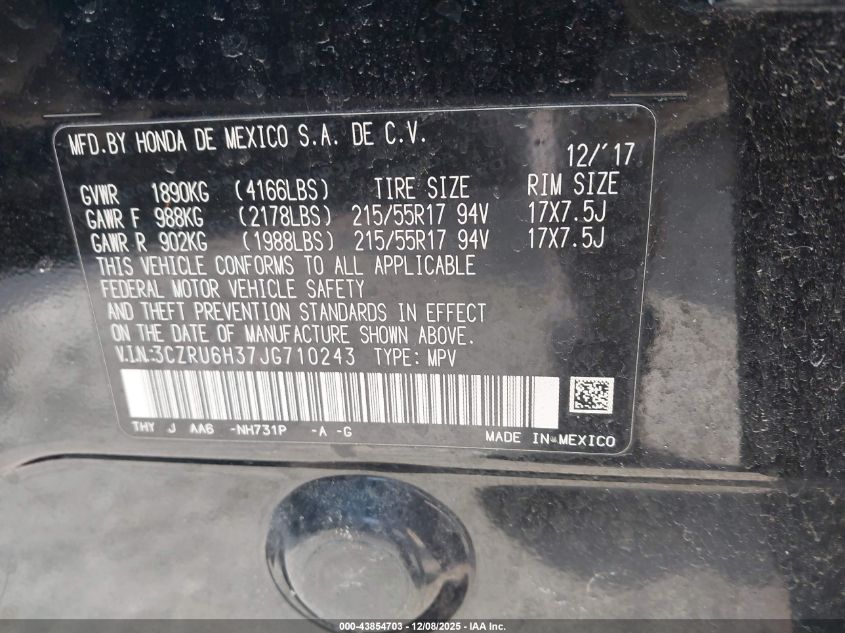 MFD.BY HONDA DE MEXICO S.A. DE C.V.
12/'17
GVWR 1890KG (4166LBS) TIRE SIZE RIM SIZE
GAWR F 988KG (2178LBS) 215/55R17 94V 17X7.5J
GAWR R 902KG (1988LBS) 215/55R17 94V 17X7.5J
THIS VEHICLE CONFORMS TO ALL APPLICABLE
FEDERAL MOTOR VEHICLE SAFETY
AND THEFT PREVENTION STANDARDS IN EFFECT
ON THE DATE OF MANUFACTURE SHOWN ABOVE.
V.I.N.:3CZRU6H37JG710243 TYPE: MPV
THY J AA6 -NH731P -A -G
MADE IN MEXICO
000-43854703 - 12/08/2025 - IAA Inc.